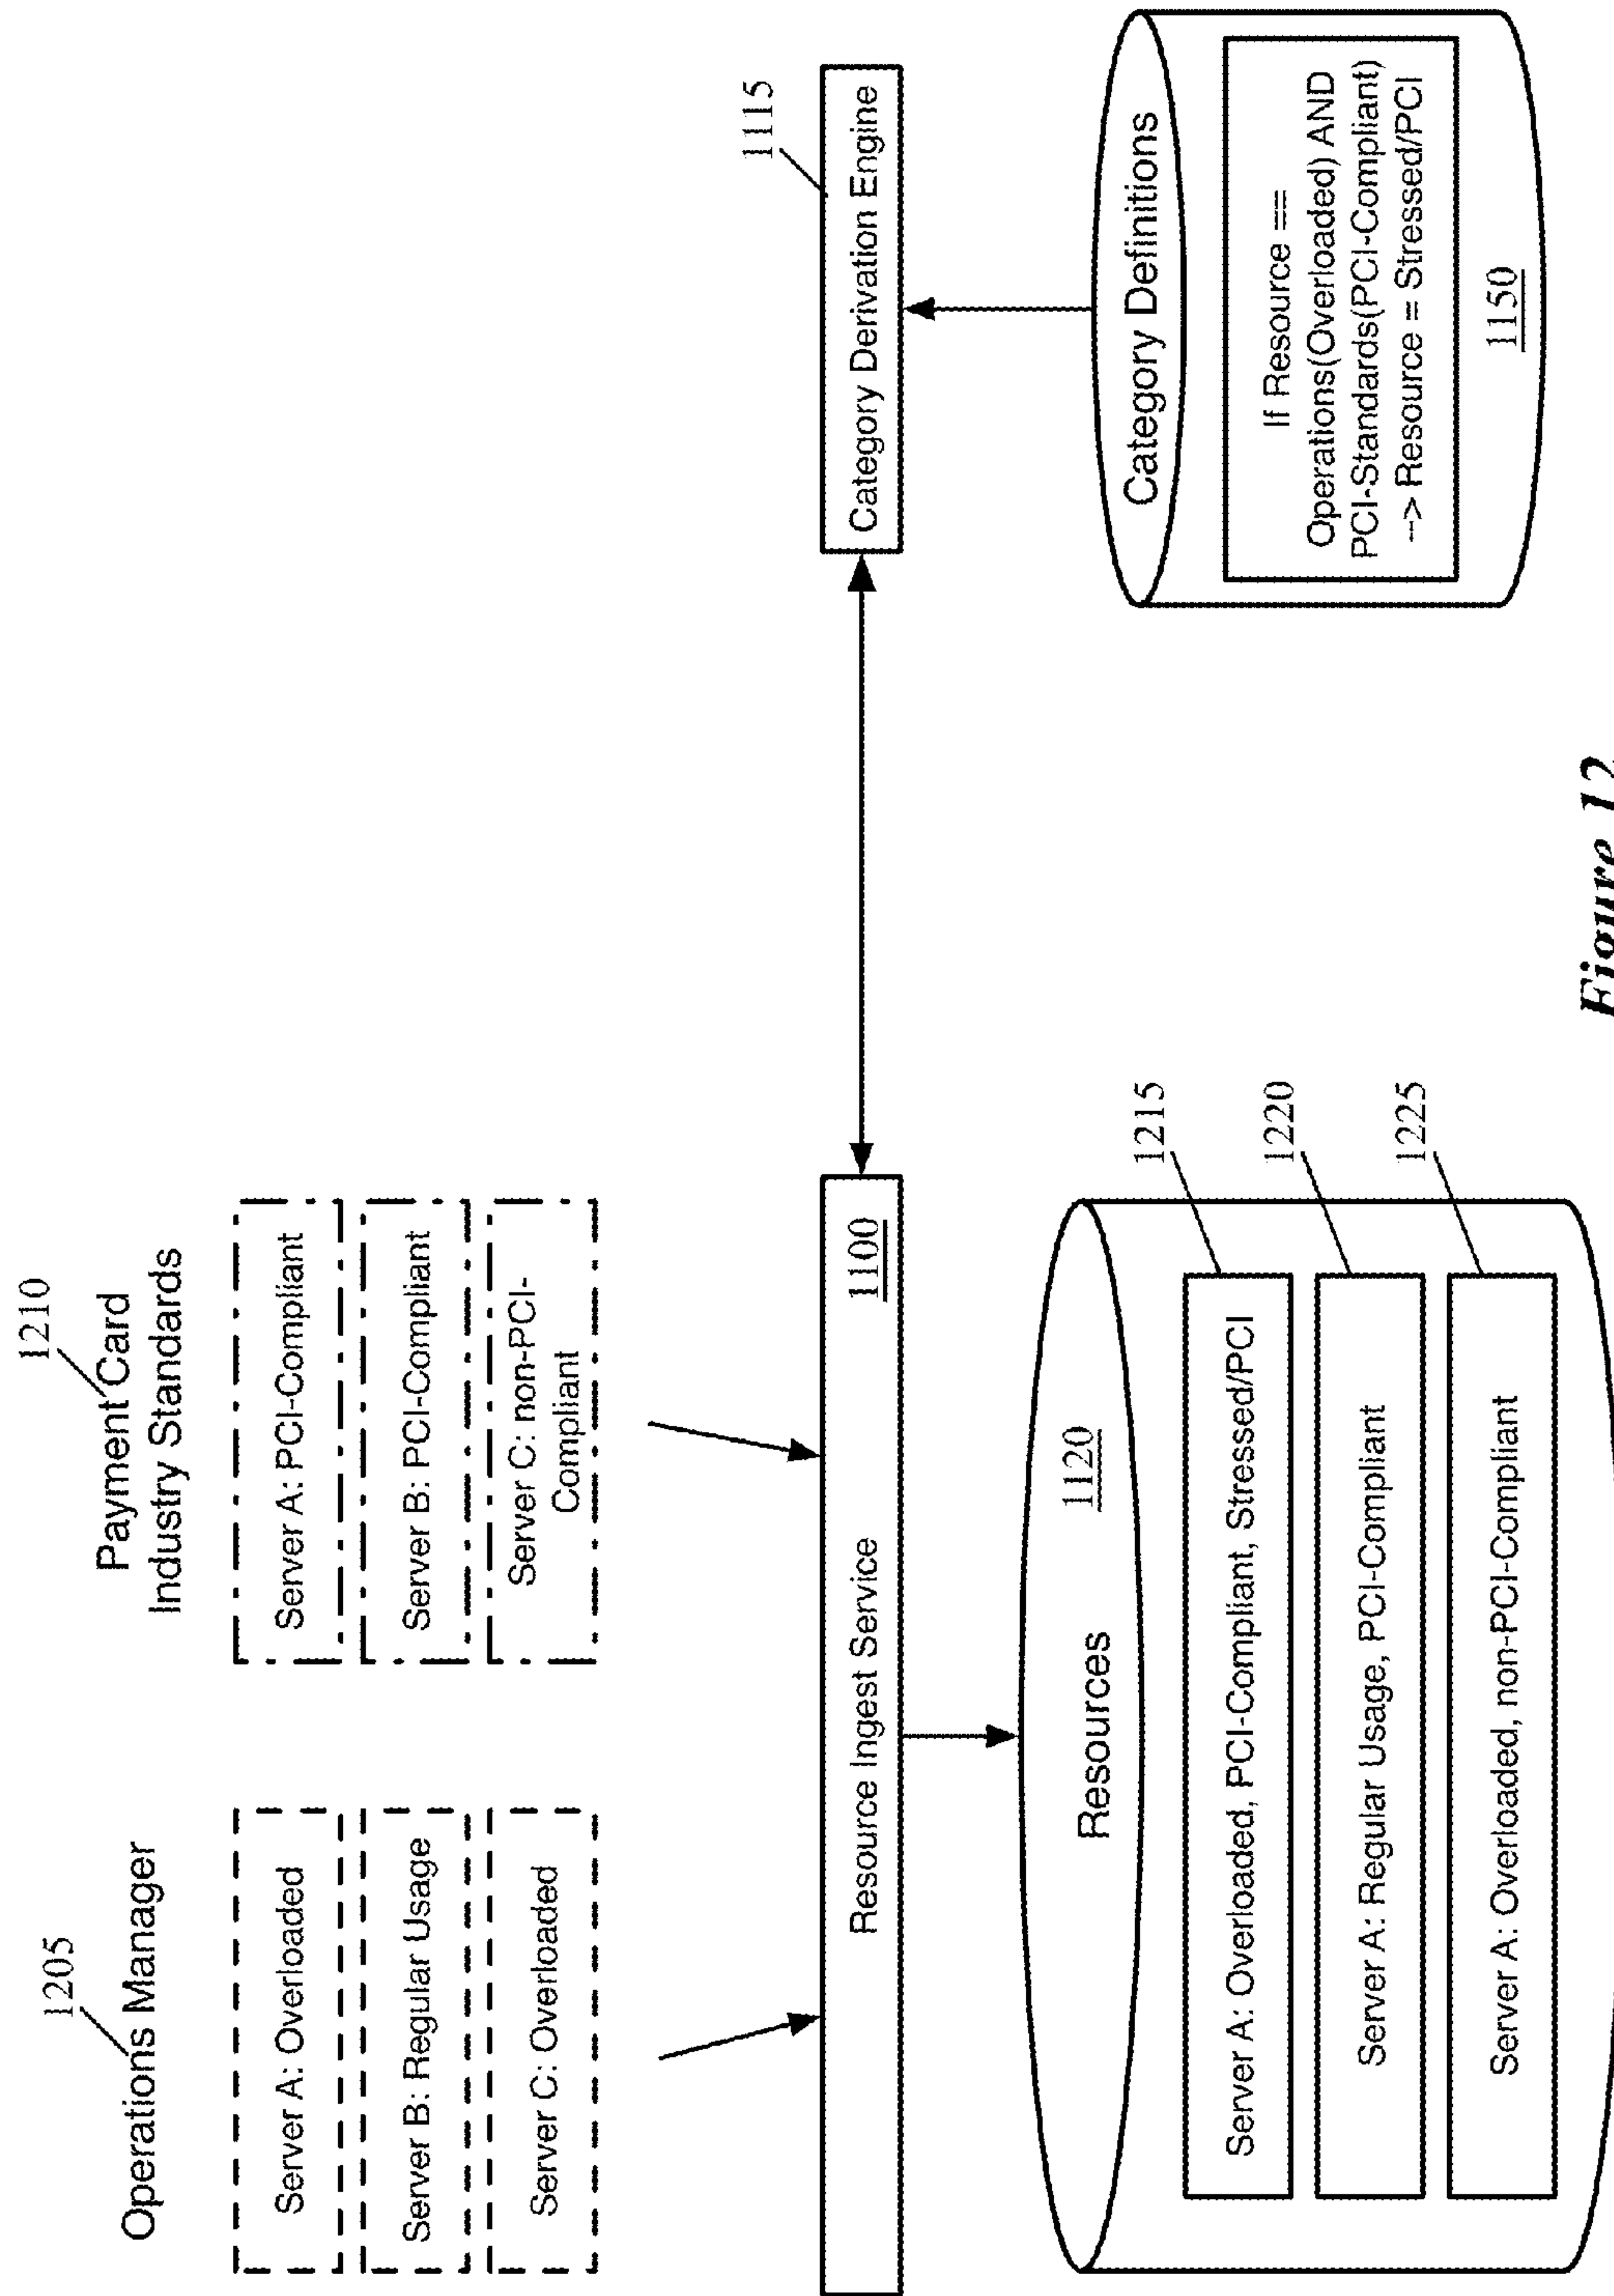 1205
Operations Manager
Server A: Overloaded
Server B: Regular Usage
Server C: Overloaded
1210
Payment Card
Industry Standards
Server A: PCI-Compliant
Server B: PCI-Compliant
Server C: non-PCI-
Compliant
Resource Ingest Service
1100
1115
Category Derivation Engine
Resources
1120
1215
Server A: Overloaded, PCI-Compliant, Stressed/PCI
1220
Server A: Regular Usage, PCI-Compliant
1225
Server A: Overloaded, non-PCI-Compliant
Category Definitions
If Resource ==
Operations(Overloaded) AND
PCI-Standards(PCI-Compliant)
--> Resource = Stressed/PCI
1150
Figure 12